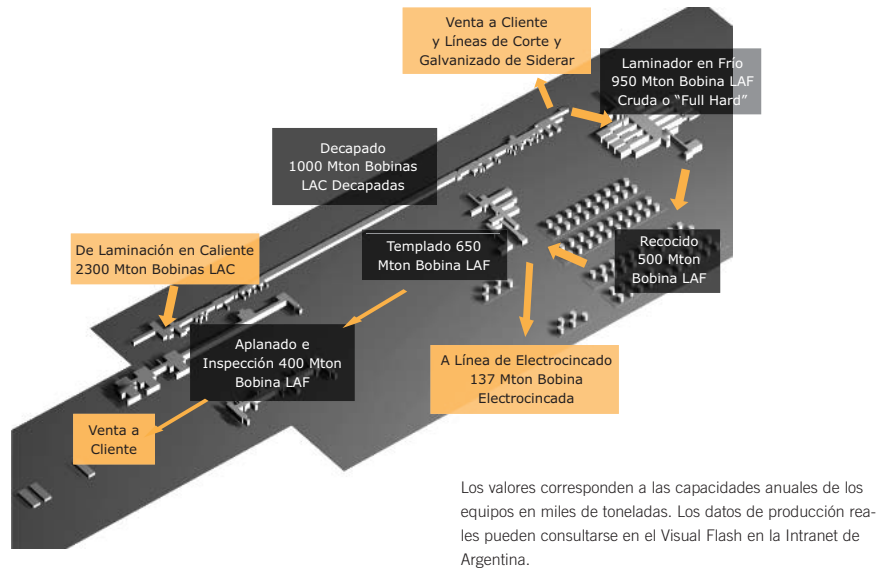 Venta a Cliente
y Líneas de Corte y
Galvanizado de Siderar
Laminador en Frío
950 Mton Bobina LAF
Cruda o “Full Hard”
Decapado
1000 Mton Bobinas
LAC Decapadas
De Laminación en Caliente
2300 Mton Bobinas LAC
Templado 650
Mton Bobina LAF
Recocido
500 Mton
Bobina LAF
Aplanado e
Inspección 400 Mton
Bobina LAF
A Línea de Electrocincado
137 Mton Bobina
Electrocincada
Venta a
Cliente
Los valores corresponden a las capacidades anuales de los
equipos en miles de toneladas. Los datos de producción rea-
les pueden consultarse en el Visual Flash en la Intranet de
Argentina.